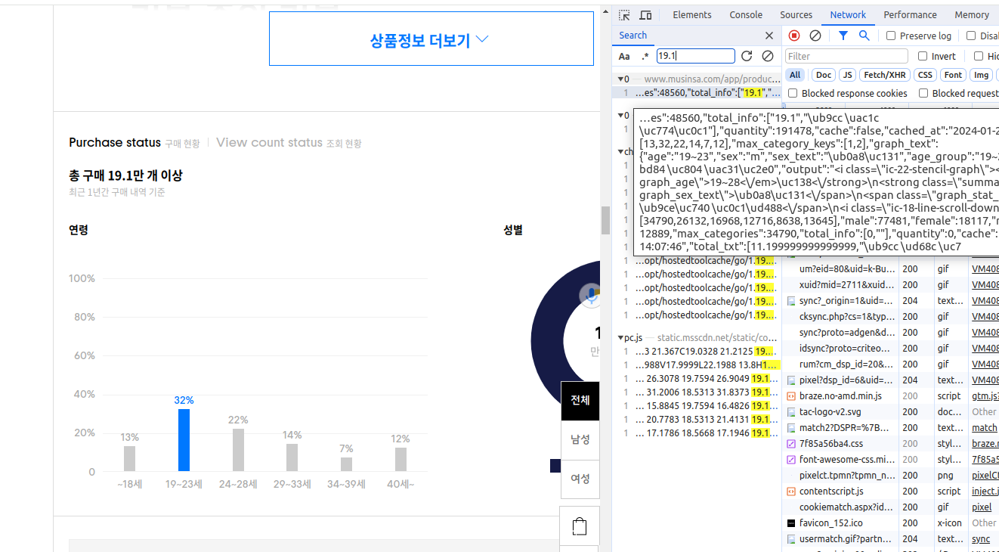 상품정보 더보기
Purchase status 구매 현황 View count status 조회 현황
총 구매 19.1만 개 이상
최근 1년간 구매 내역 기준
연령
성별
100%
80%
60%
40%
20%
0
13%
32%
22%
14%
7%
12%
~18세
19~23세
24~28세
29~33세
34~39세
40세~
1
만
전체
남성
여성
Elements Console Sources Network Performance Memory
Search
Preserve log
Aa .* 19.1
Filter Invert
All Doc JS Fetch/XHR CSS Font Img
Blocked response cookies Blocked request
0 — www.musinsa.com/app/produc...
1 ...es":48560,"total_info":["19.1","...
0
1
ch
1
1
1
1
1
1
1
...es":48560,"total_info":["19.1","\ub9cc \uac1c
\uc774\uc0c1"],"quantity":191478,"cache":false,"cached_at":"2024-01-2
[13,32,22,14,7,12],"max_category_keys":[1,2],"graph_text":
{"age":"19~23","sex":"m","sex_text":"\ub0a8\uc131","age_group":"19~
bd84 \uc804 \uac31\uc2e0","output":"<i class=\"ic-22-stencil-graph\"><
graph_age\">19~28<\/em>\uc138<\/strong>\n<strong class=\"summa
graph_sex_text\">\ub0a8\uc131<\/span>\n<span class=\"graph_stat_
\ub9ce\uc740 \uc0c1\ud488<\/span>\n<i class=\"ic-18-line-scroll-down
[34790,26132,16968,12716,8638,13645],"male":77481,"female":18117,"
12889,"max_categories":34790,"total_info":[0,""],"quantity":0,"cache":
14:07:46","total_txt":[11.199999999999999,"\ub9cc \ud68c \uc7
1 ...opt/hostedtoolcache/go/1.19....
1 ...opt/hostedtoolcache/go/1.19....
1 ...opt/hostedtoolcache/go/1.19....
1 ...opt/hostedtoolcache/go/1.19....
1 ...opt/hostedtoolcache/go/1.19....
pc.js — static.msscdn.net/static/co...
1 ...3 21.367C19.0328 21.2125 19....
1 ...988V17.9999L22.1988 13.8H1...
1 ... 26.3078 19.7594 26.9049 19.1...
1 ... 31.2006 18.5313 31.8373 19.1...
1 ... 15.8845 19.7594 16.4826 19.1...
1 ... 20.7783 18.5313 21.4131 19.1...
1 ... 17.1786 18.5668 17.1946 19.1...
um?eid=80&uid=k-Bu... 200 gif VM408
xuid?mid=2711&xuid... 200 gif VM408
sync?_origin=1&uid=... 204 text... VM408
cksync.php?cs=1&typ... 200 gif VM408
sync?proto=adgen&d... 200 gif VM408
idsync?proto=criteo... 200 gif VM408
rum?cm_dsp_id=20&... 200 gif VM408
pixel?dsp_id=6&uid=... 204 text... VM408
braze.no-amd.min.js 200 script gtm.js?
tac-logo-v2.svg 200 doc... Other
match2?DSPR=%7B... 200 text... match
7f85a56ba4.css 200 styl... braze.
font-awesome-css.mi... 200 styl... 7f85a5
pixelct.tpmn?tpmn_n... 200 png pixelC
contentscript.js 200 script inject.j
cookiematch.aspx?id... 200 gif pixel
favicon_152.ico 200 x-icon Other
usermatch.gif?partn... 204 text... sync